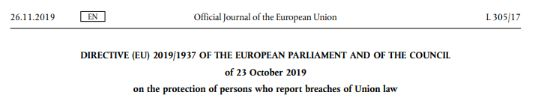 26.11.2019 EN Official Journal of the European Union L 305/17
DIRECTIVE (EU) 2019/1937 OF THE EUROPEAN PARLIAMENT AND OF THE COUNCIL
of 23 October 2019
on the protection of persons who report breaches of Union law